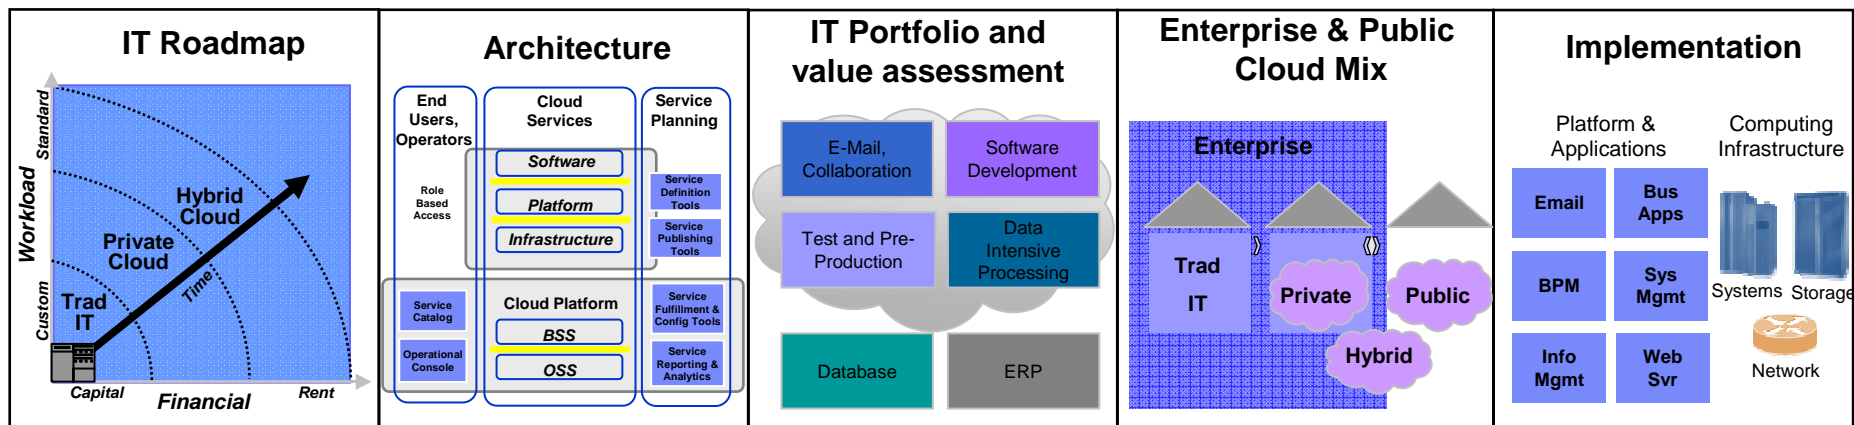 IT Roadmap
Standard
Workload
Custom
Hybrid
Cloud
Private
Cloud
Time
Trad
IT
Capital
Financial
Rent
Architecture
End
Users,
Operators
Cloud
Services
Service
Planning
Software
Role
Based
Access
Platform
Infrastructure
Service
Definition
Tools
Service
Publishing
Tools
Service
Catalog
Operational
Console
Cloud Platform
BSS
OSS
Service
Fulfillment &
Config Tools
Service
Reporting &
Analytics
IT Portfolio and
value assessment
E-Mail,
Collaboration
Software
Development
Test and Pre-
Production
Data
Intensive
Processing
Database
ERP
Enterprise & Public
Cloud Mix
Enterprise
Trad
IT
Private
Public
Hybrid
Implementation
Platform &
Applications
Computing
Infrastructure
Email
Bus
Apps
BPM
Sys
Mgmt
Info
Mgmt
Web
Svr
Systems
Storage
Network